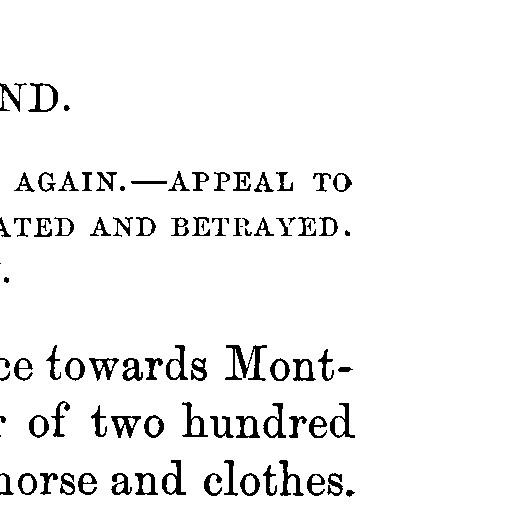 ND.
AGAIN.—APPEAL TO
ATED AND BETRAYED.
.
ce towards Mont-
r of two hundred
horse and clothes.